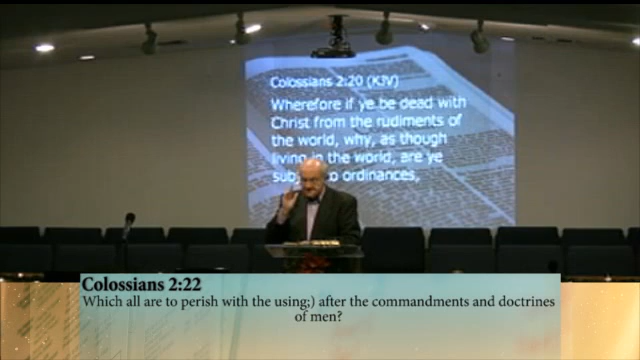 Colossians 2:20 (KJV)
Wherefore if ye be dead with
Christ from the rudiments of
the world, why, as though
living in the world, are ye
to ordinances,
Colossians 2:22
Which all are to perish with the using;) after the commandments and doctrines
of men?